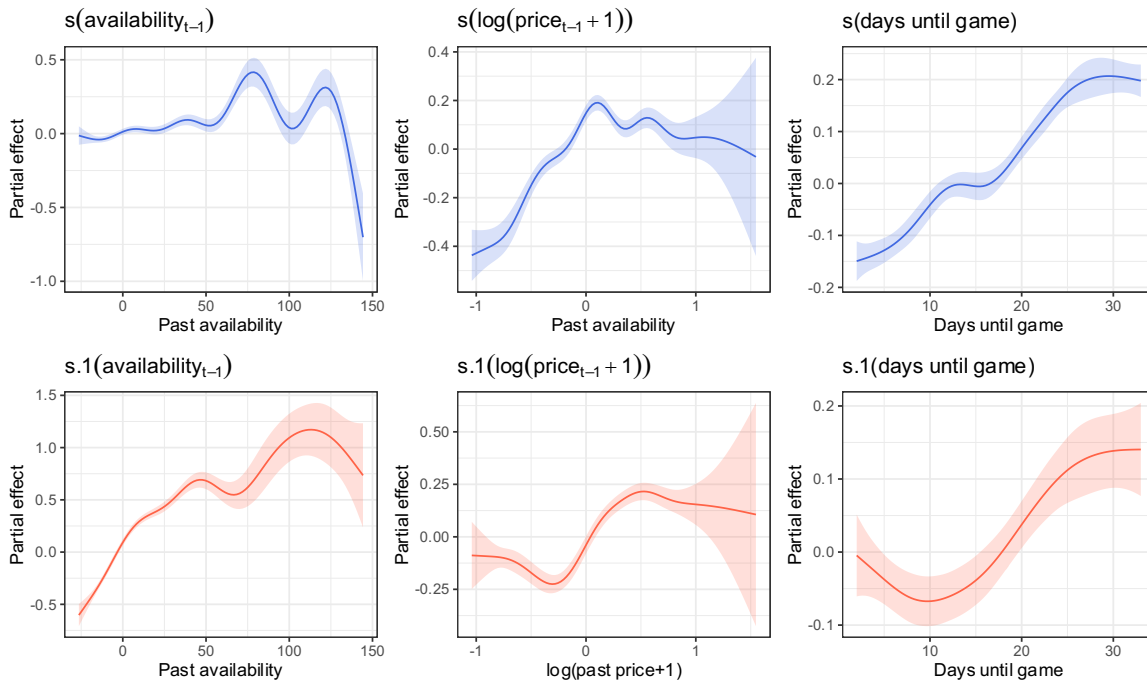 s(availability_{t−1})
s(log(price_{t−1} + 1))
s(days until game)
Partial effect
0.5
0.0
-0.5
-1.0
0
50
100
150
Past availability
Partial effect
0.4
0.2
0.0
-0.2
-0.4
-1
0
1
Past availability
Partial effect
0.2
0.1
0.0
-0.1
-0.2
10
20
30
Days until game
s.1(availability_{t−1})
s.1(log(price_{t−1} + 1))
s.1(days until game)
Partial effect
1.5
1.0
0.5
0.0
-0.5
0
50
100
150
Past availability
Partial effect
0.50
0.25
0.00
-0.25
-1
0
1
log(past price+1)
Partial effect
0.2
0.1
0.0
-0.1
10
20
30
Days until game